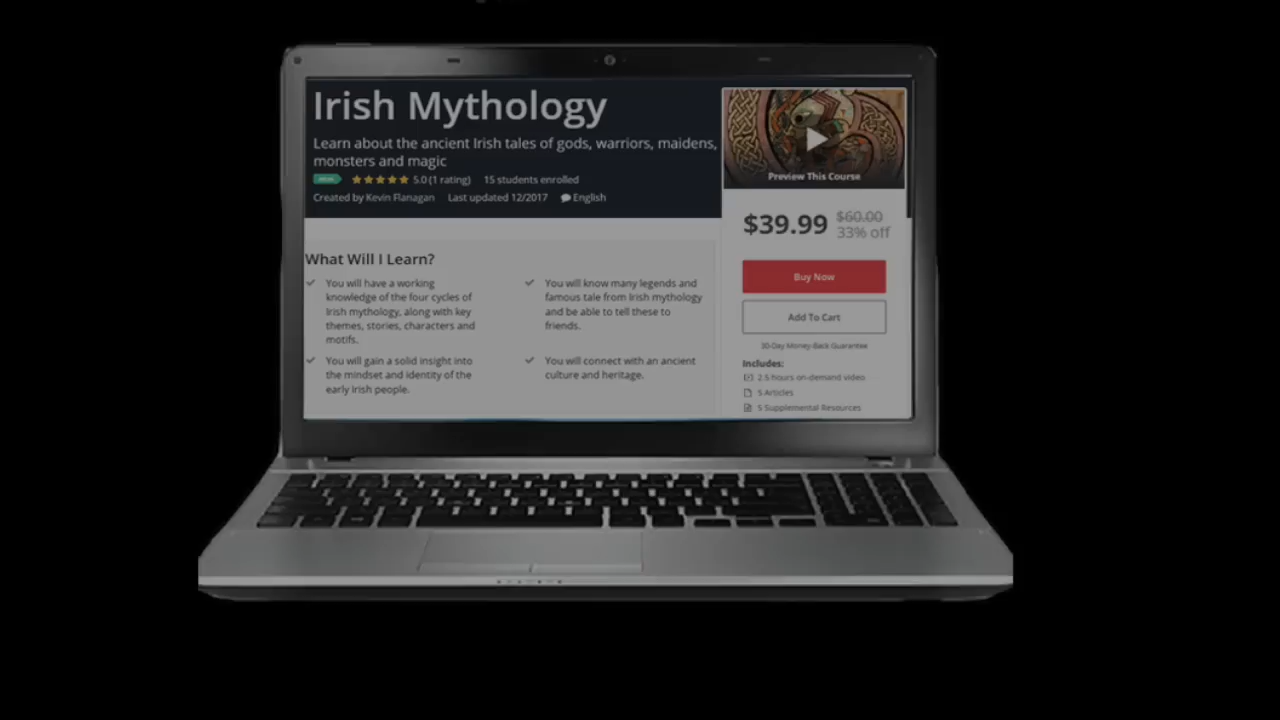 Irish Mythology
Learn about the ancient Irish tales of gods, warriors, maidens,
monsters and magic
5.0 (1 rating) 15 students enrolled
Created by Kevin Flanagan Last updated 12/2017 English
Preview This Course
$39.99 $60.00
33% off
Buy Now
Add To Cart
30-Day Money-Back Guarantee
Includes:
2.5 hours on-demand video
5 Articles
5 Supplemental Resources
What Will I Learn?
You will have a working
knowledge of the four cycles of
Irish mythology, along with key
themes, stories, characters and
motifs.
You will know many legends and
famous tale from Irish mythology
and be able to tell these to
friends.
You will gain a solid insight into
the mindset and identity of the
early Irish people.
You will connect with an ancient
culture and heritage.